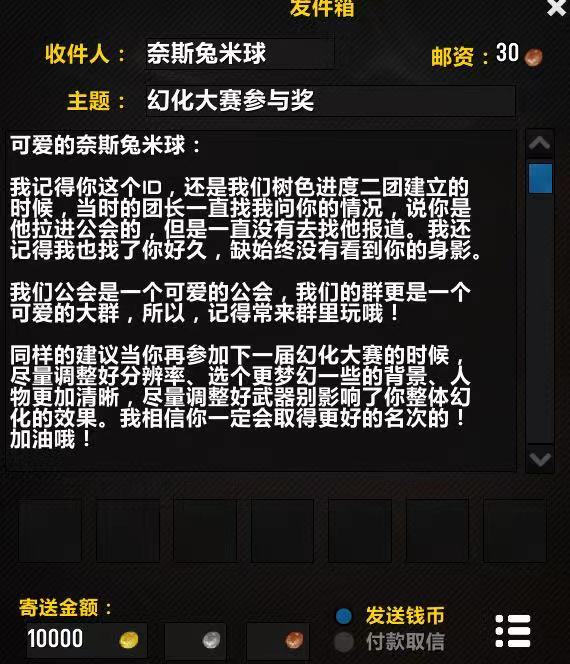 发件箱
收件人： 奈斯兔米球 邮资：30
主题： 幻化大赛参与奖
可爱的奈斯兔米球：
我记得你这个ID，还是我们树色进度二团建立的
时候，当时的团长一直找我问你的情况，说你是
他拉进公会的，但是一直没有去找他报道。我还
记得我也找了你好久，缺始终没有看到你的身影。
我们公会是一个可爱的公会，我们的群更是一个
可爱的大群，所以，记得常来群里玩哦！
同样的建议当你再参加下一届幻化大赛的时候，
尽量调整好分辨率、选个更梦幻一些的背景、人
物更加清晰，尽量调整好武器别影响了你整体幻
化的效果。我相信你一定会取得更好的名次的！
加油哦！
寄送金额：
10000
发送钱币
付款取信